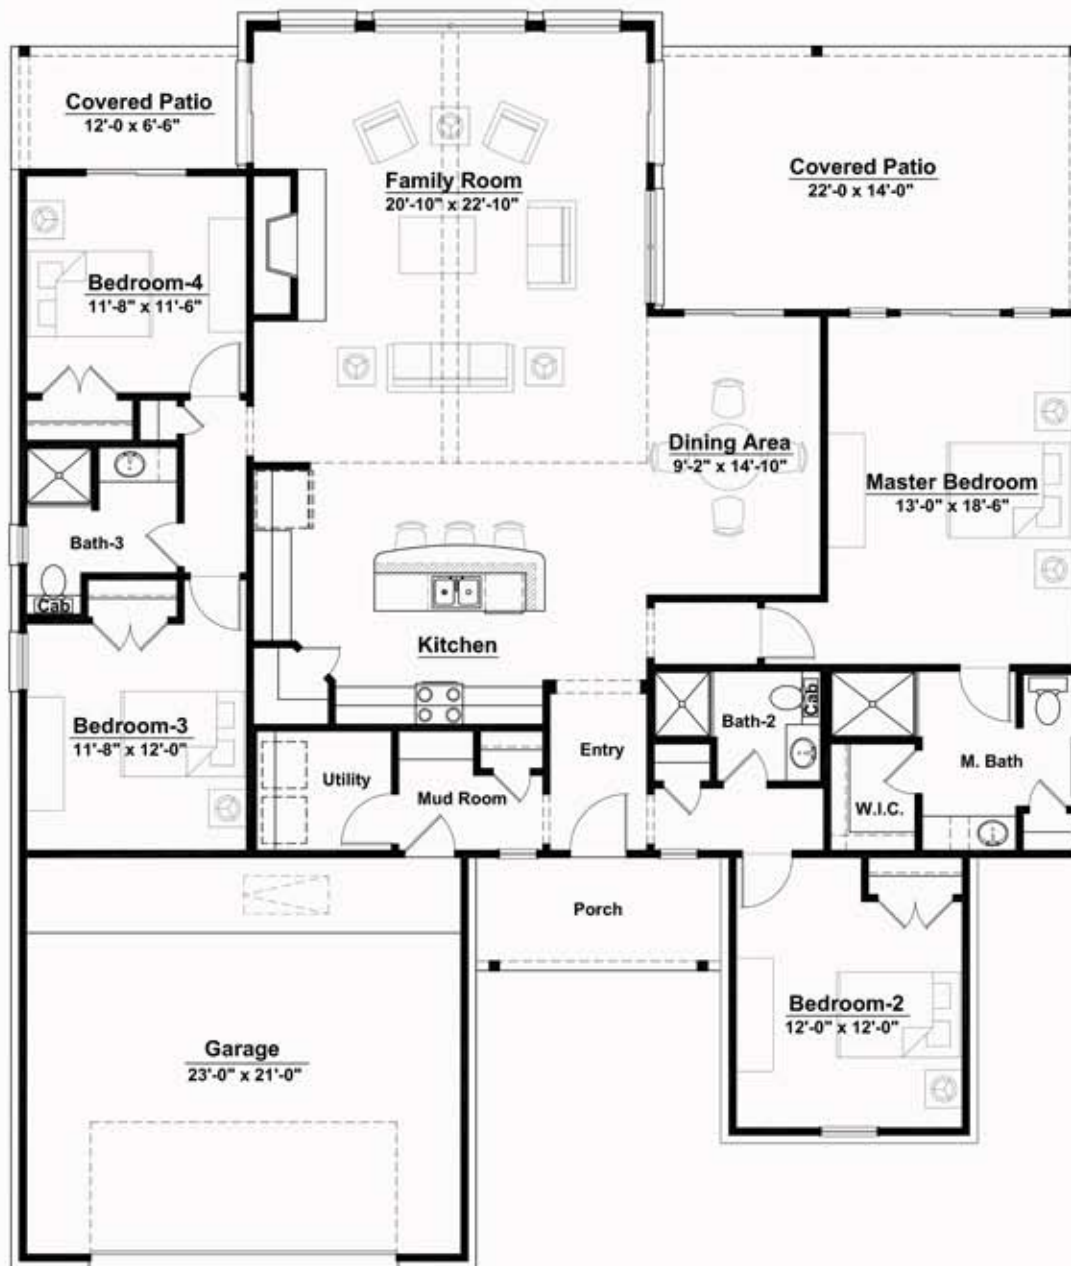 Covered Patio
12'-0 x 6'-6"
Family Room
20'-10" x 22'-10"
Covered Patio
22'-0 x 14'-0"
Bedroom-4
11'-8" x 11'-6"
Dining Area
9'-2" x 14'-10"
Master Bedroom
13'-0" x 18'-6"
Bath-3
Cab
Kitchen
Bedroom-3
11'-8" x 12'-0"
Utility
Mud Room
Entry
Bath-2
Cab
M. Bath
W.I.C.
Porch
Bedroom-2
12'-0" x 12'-0"
Garage
23'-0" x 21'-0"